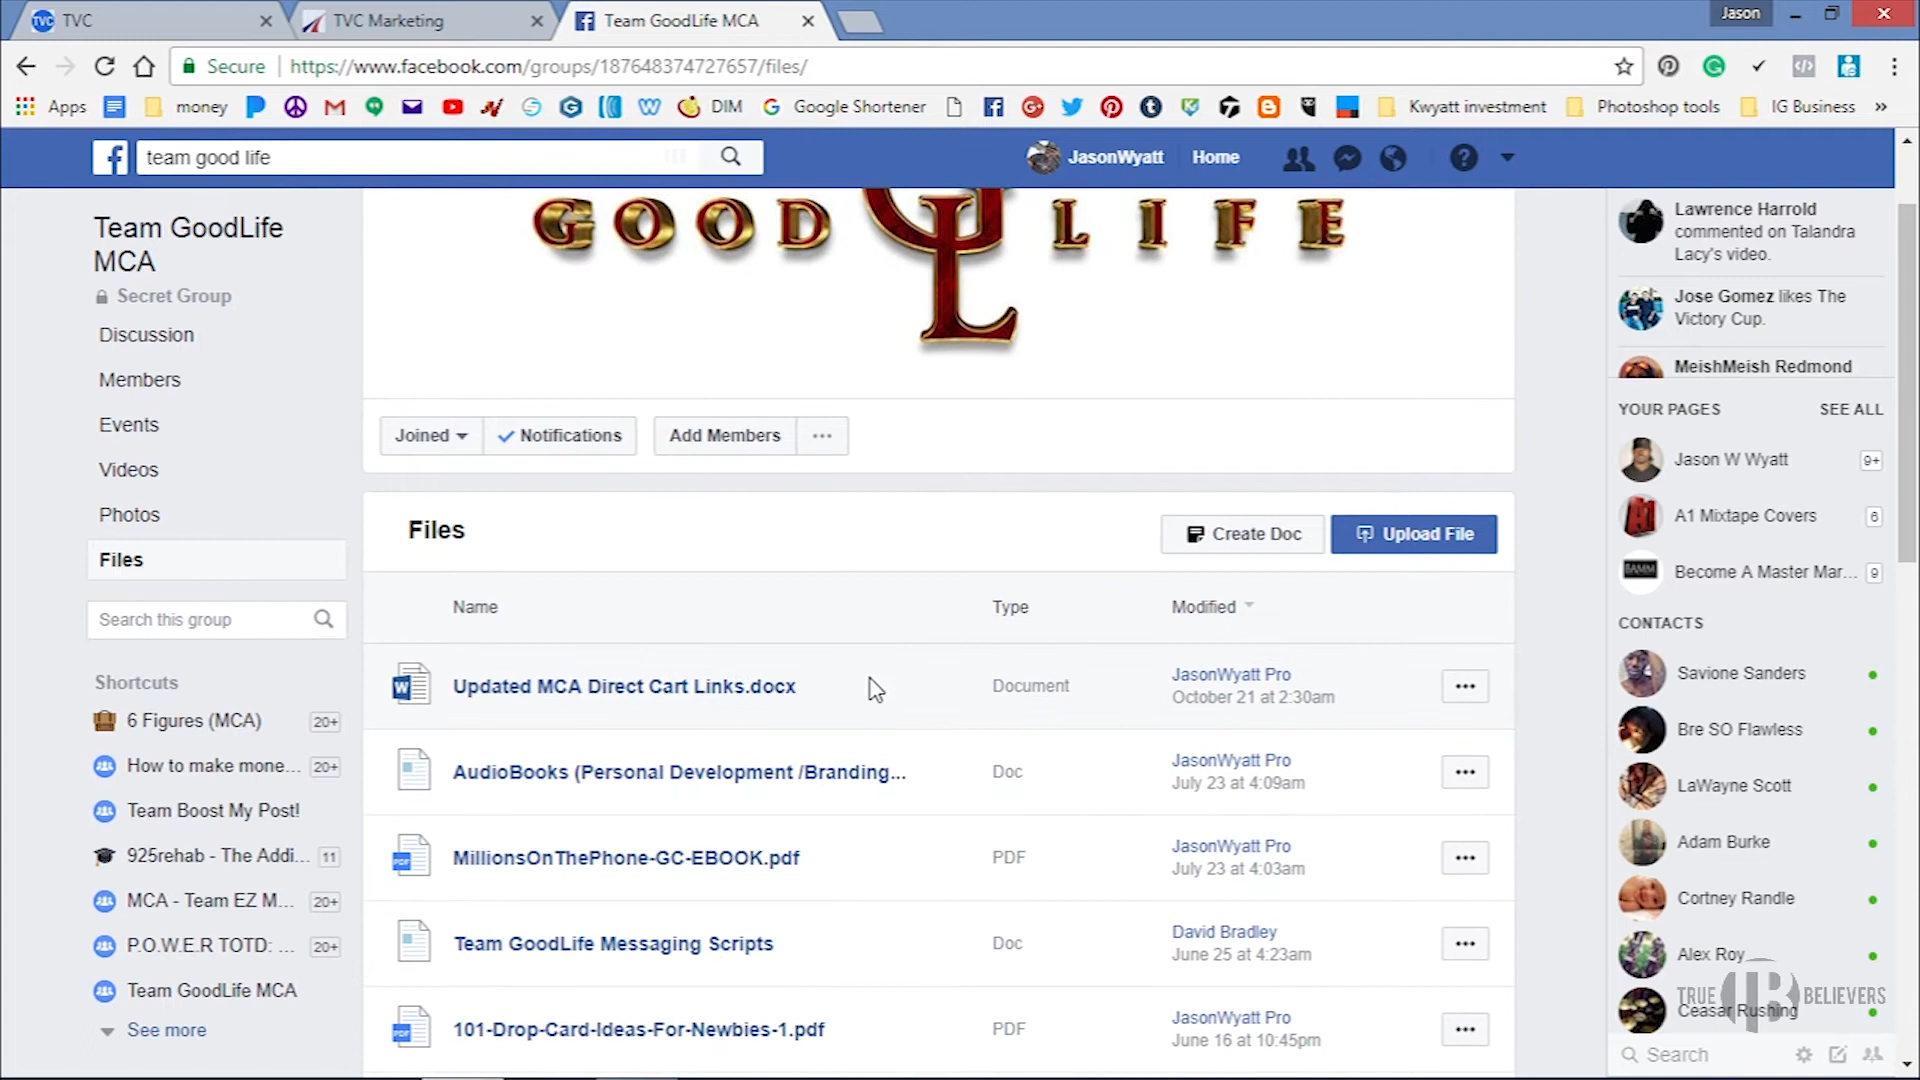 TVC
TVC Marketing
Team GoodLife MCA
Jason
Secure
https://www.facebook.com/groups/187648374727657/files/
Apps
money
DIM
Google Shortener
Kwyatt investment
Photoshop tools
IG Business
»
team good life
JasonWyatt
Home
Team GoodLife
MCA
Secret Group
Discussion
Members
Events
Videos
Photos
Files
Search this group
Shortcuts
6 Figures (MCA) 20+
How to make mone... 20+
Team Boost My Post!
925rehab - The Addi... 11
MCA - Team EZ M... 20+
P.O.W.E.R TOTD: ... 20+
Team GoodLife MCA
See more
GOOD GL LIFE
Joined
Notifications
Add Members
Files
Create Doc
Upload File
Name Type Modified
Updated MCA Direct Cart Links.docx Document JasonWyatt Pro
October 21 at 2:30am
AudioBooks (Personal Development /Branding... Doc JasonWyatt Pro
July 23 at 4:09am
MillionsOnThePhone-GC-EBOOK.pdf PDF JasonWyatt Pro
July 23 at 4:03am
Team GoodLife Messaging Scripts Doc David Bradley
June 25 at 4:23am
101-Drop-Card-Ideas-For-Newbies-1.pdf PDF JasonWyatt Pro
June 16 at 10:45pm
Lawrence Harrold
commented on Talandra
Lacy's video.
Jose Gomez likes The
Victory Cup.
MeishMeish Redmond
YOUR PAGES SEE ALL
Jason W Wyatt 9+
A1 Mixtape Covers 6
Become A Master Mar... 9
CONTACTS
Savione Sanders
Bre SO Flawless
LaWayne Scott
Adam Burke
Cortney Randle
Alex Roy
TRUE B BELIEVERS
Ceasar Rushing
Search